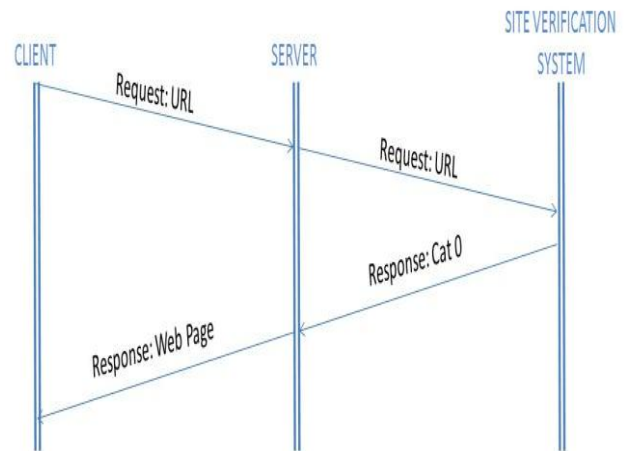 SITE VERIFICATION
CLIENT
SERVER
SYSTEM
Request: URL
Request: URL
Response: Cat 0
Response: Web Page